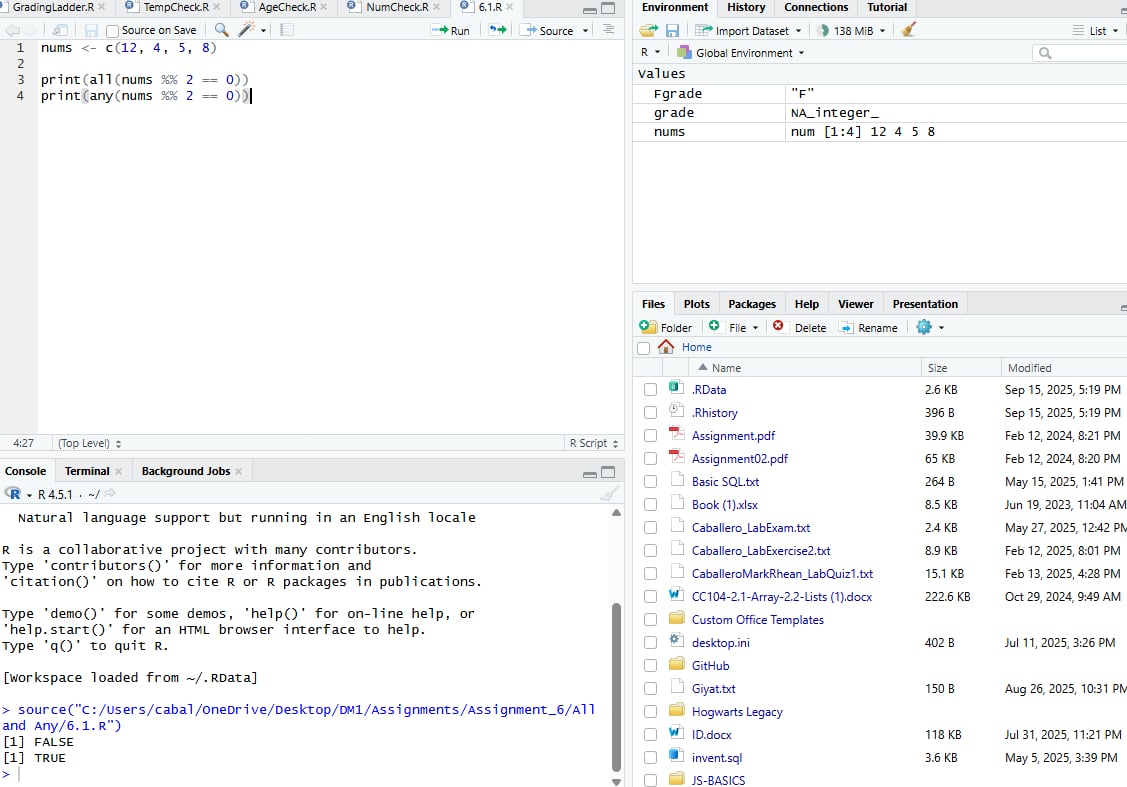 GradingLadder.R TempCheck.R AgeCheck.R NumCheck.R 6.1.R
Source on Save Run Source
1 nums <- c(12, 4, 5, 8)
2
3 print(all(nums %% 2 == 0))
4 print(any(nums %% 2 == 0))
4:27 (Top Level) R Script
Console Terminal Background Jobs
R 4.5.1 · ~/
Natural language support but running in an English locale
R is a collaborative project with many contributors.
Type 'contributors()' for more information and
'citation()' on how to cite R or R packages in publications.
Type 'demo()' for some demos, 'help()' for on-line help, or
'help.start()' for an HTML browser interface to help.
Type 'q()' to quit R.
[Workspace loaded from ~/.RData]
> source("C:/Users/cabal/OneDrive/Desktop/DM1/Assignments/Assignment_6/All
and Any/6.1.R")
[1] FALSE
[1] TRUE
>
Environment History Connections Tutorial
Import Dataset 138 MiB List
R Global Environment
Values
Fgrade "F"
grade NA_integer_
nums num [1:4] 12 4 5 8
Files Plots Packages Help Viewer Presentation
Folder File Delete Rename
Home
Name Size Modified
.RData 2.6 KB Sep 15, 2025, 5:19 PM
.Rhistory 396 B Sep 15, 2025, 5:19 PM
Assignment.pdf 39.9 KB Feb 12, 2024, 8:21 PM
Assignment02.pdf 65 KB Feb 12, 2024, 8:20 PM
Basic SQL.txt 264 B May 15, 2025, 1:41 PM
Book (1).xlsx 8.5 KB Jun 19, 2023, 11:04 AM
Caballero_LabExam.txt 2.4 KB May 27, 2025, 12:42 PM
Caballero_LabExercise2.txt 8.9 KB Feb 12, 2025, 8:01 PM
CaballeroMarkRhean_LabQuiz1.txt 15.1 KB Feb 13, 2025, 4:28 PM
CC104-2.1-Array-2.2-Lists (1).docx 222.6 KB Oct 29, 2024, 9:49 AM
Custom Office Templates
desktop.ini 402 B Jul 11, 2025, 3:26 PM
GitHub
Giyat.txt 150 B Aug 26, 2025, 10:31 PM
Hogwarts Legacy
ID.docx 118 KB Jul 31, 2025, 11:21 PM
invent.sql 3.6 KB May 5, 2025, 3:39 PM
JS-BASICS